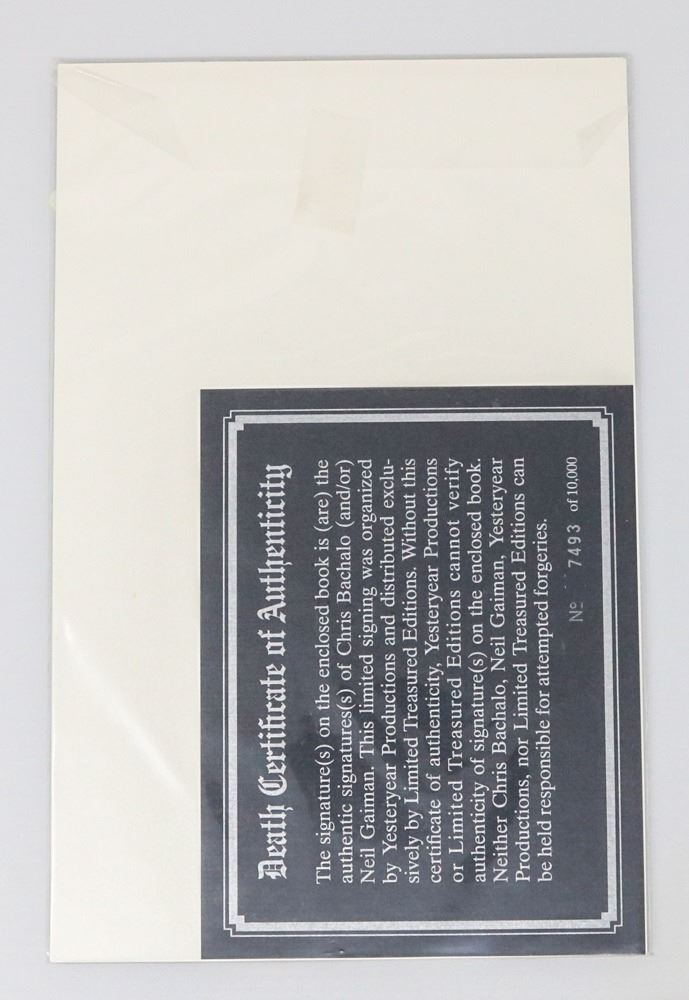 Death Certificate of Authenticity
The signature(s) on the enclosed book is (are) the
authentic signatures(s) of Chris Bachalo (and/or)
Neil Gaiman. This limited signing was organized
by Yesteryear Productions and distributed exclu-
sively by Limited Treasured Editions. Without this
certificate of authenticity, Yesteryear Productions
or Limited Treasured Editions cannot verify
authenticity of signature(s) on the enclosed book.
Neither Chris Bachalo, Neil Gaiman, Yesteryear
Productions, nor Limited Treasured Editions can
be held responsible for attempted forgeries.
Nº 7493 of 10,000